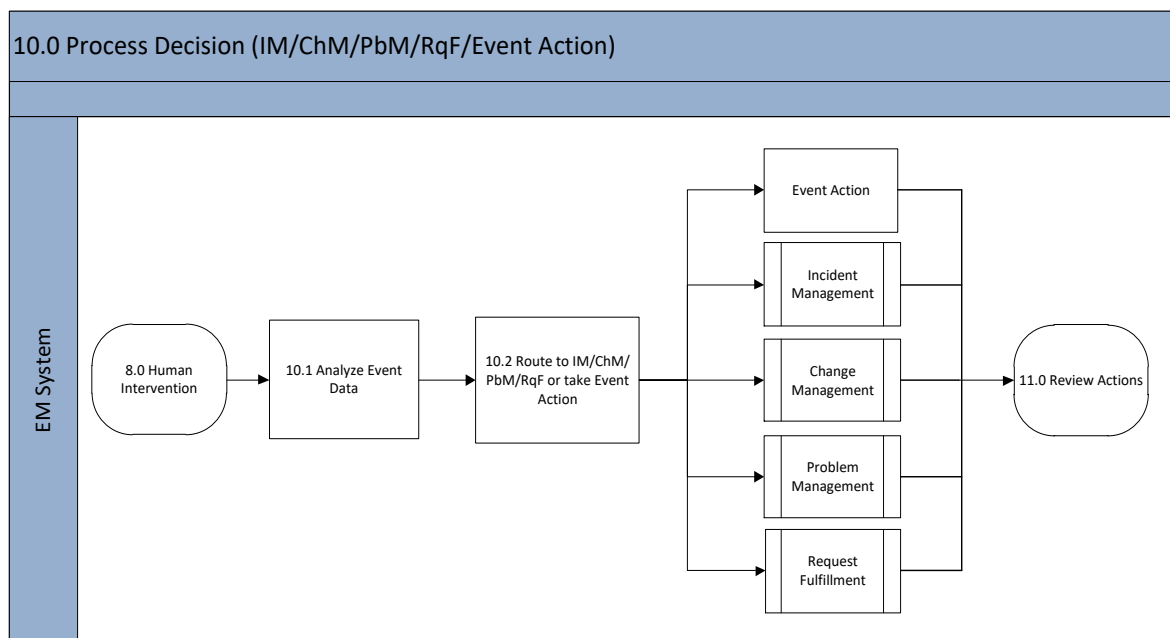 10.0 Process Decision (IM/ChM/PbM/RqF/Event Action)
EM System
8.0 Human
Intervention
10.1 Analyze Event
Data
10.2 Route to IM/ChM/
PbM/RqF or take Event
Action
Event Action
Incident
Management
Change
Management
Problem
Management
Request
Fulfillment
11.0 Review Actions